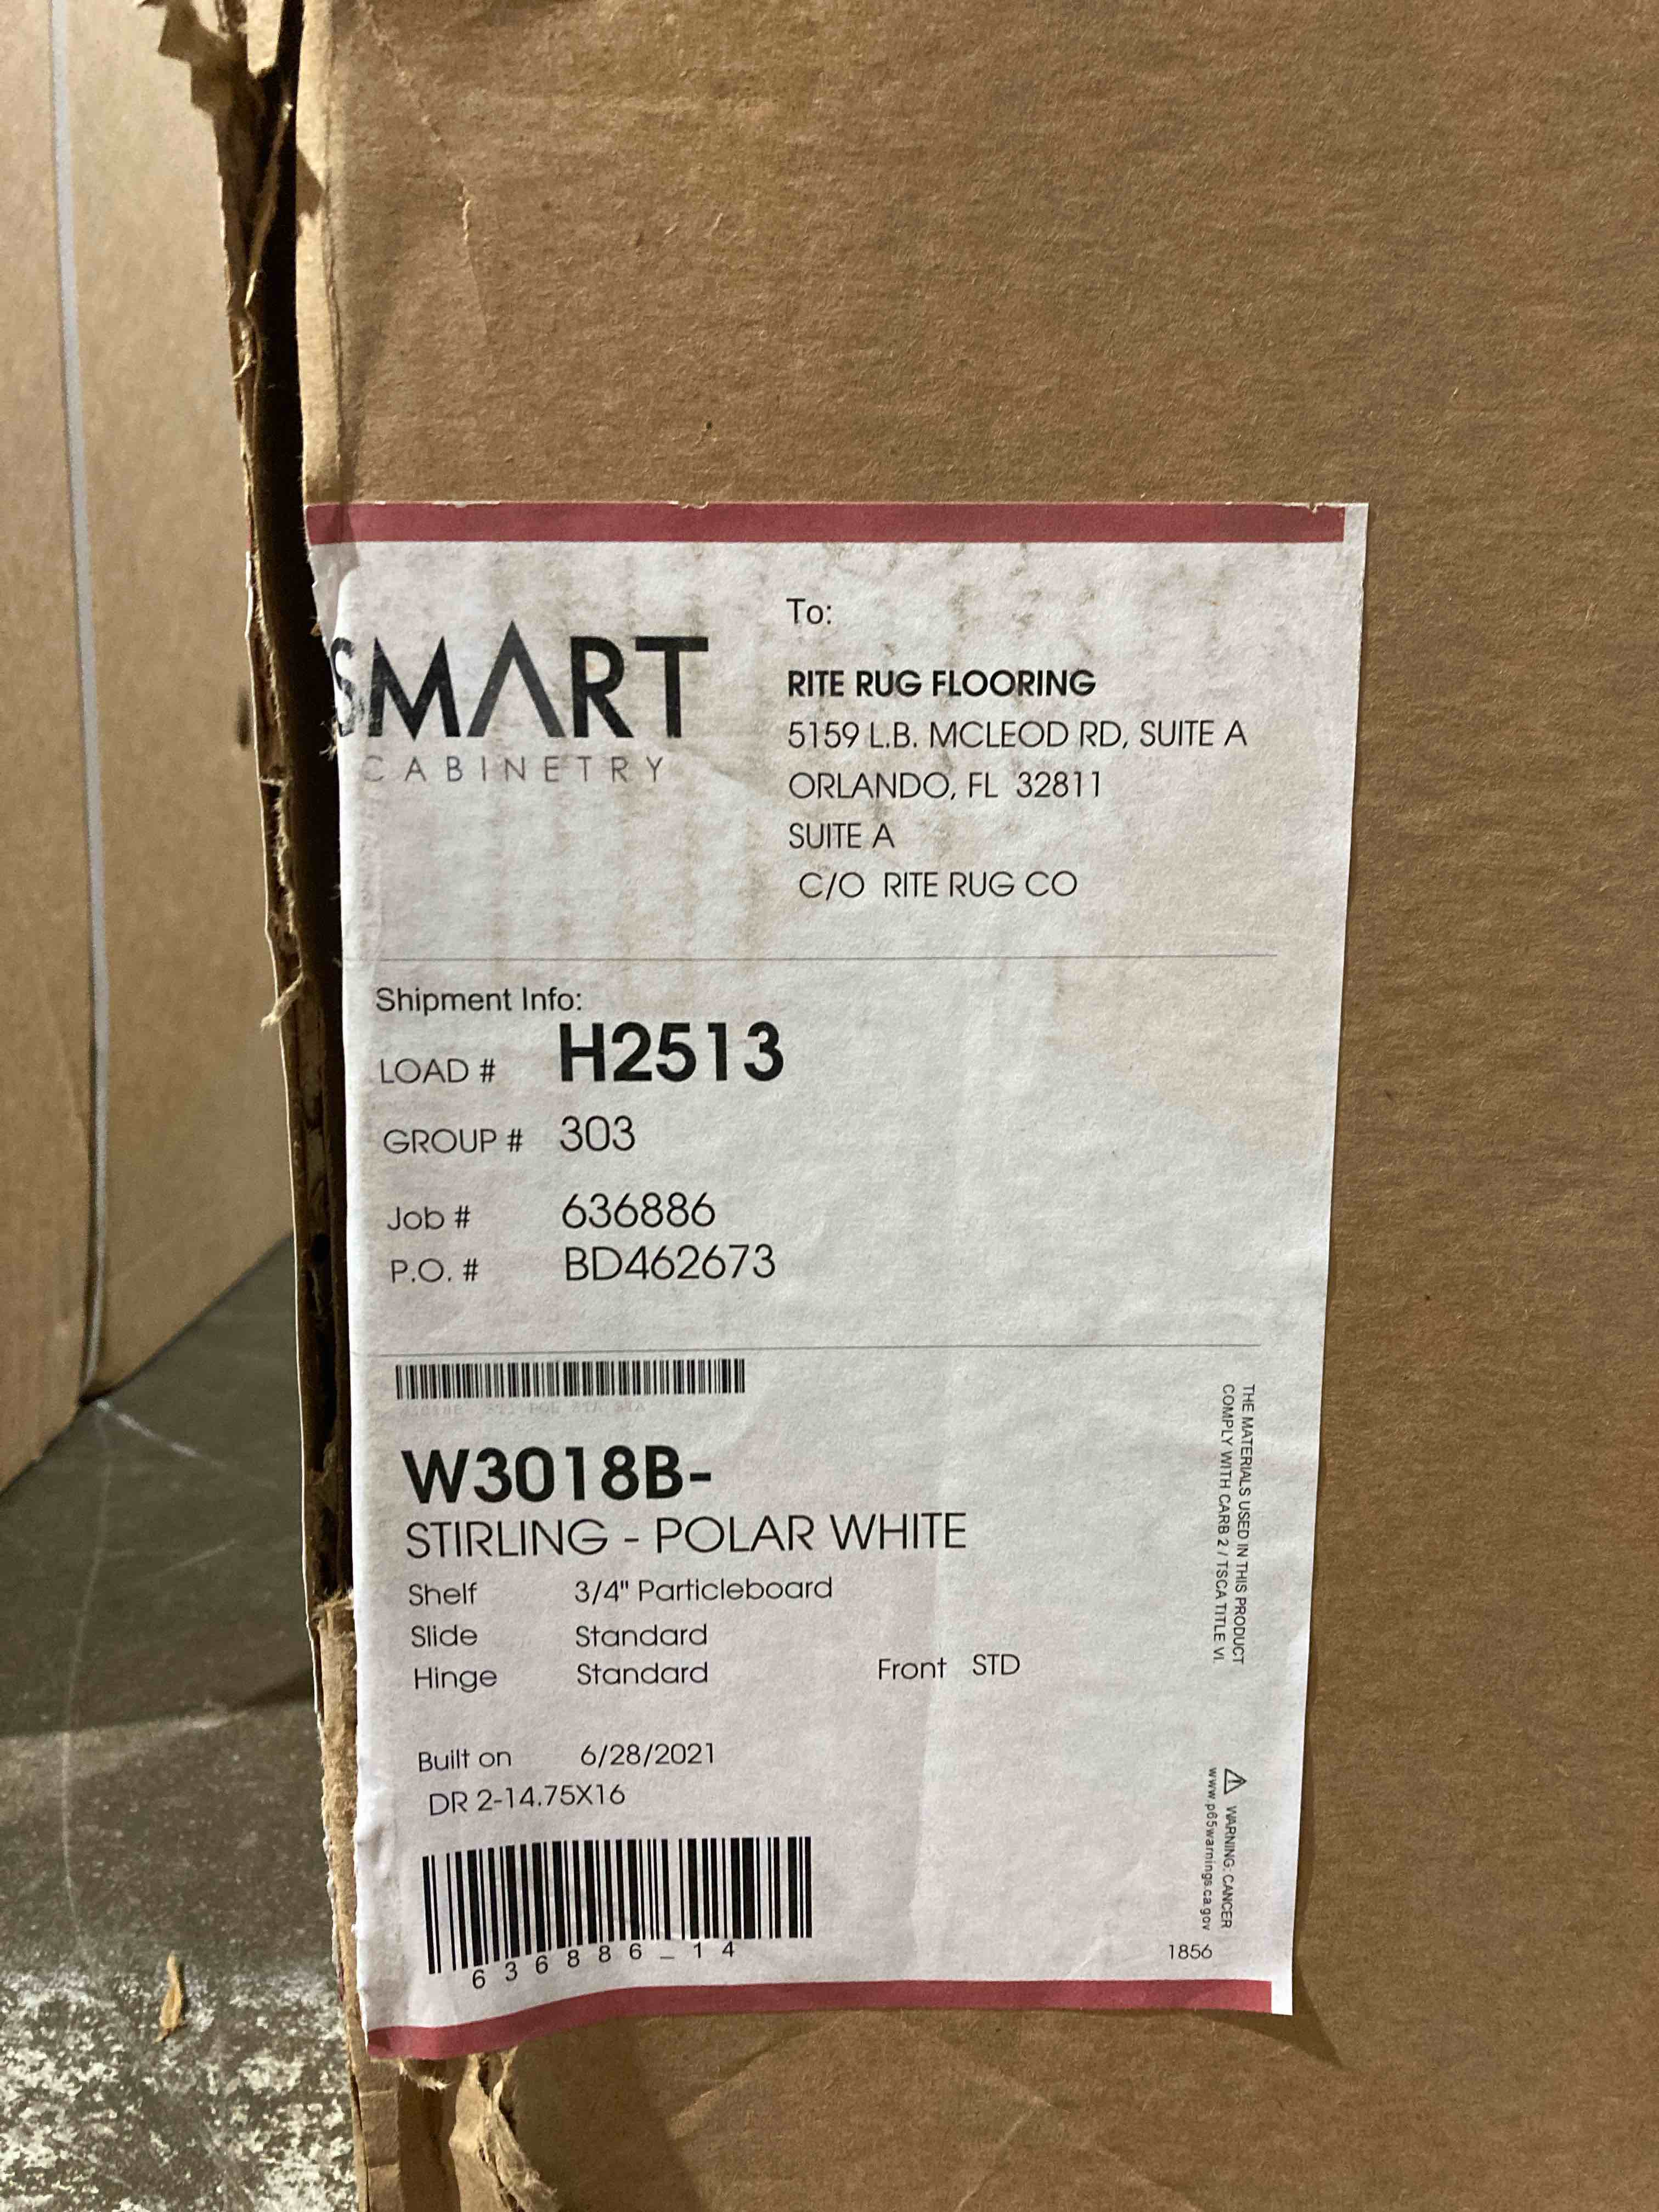 SMART
CABINETRY
To:
RITE RUG FLOORING
5159 L.B. MCLEOD RD, SUITE A
ORLANDO, FL 32811
SUITE A
C/O RITE RUG CO
Shipment Info:
LOAD # H2513
GROUP # 303
Job # 636886
P.O. # BD462673
W3018B-
STIRLING - POLAR WHITE
Shelf 3/4" Particleboard
Slide Standard
Hinge Standard Front STD
Built on 6/28/2021
DR 2-14.75X16
636886_14
THE MATERIALS USED IN THIS PRODUCT
COMPLY WITH CARB 2 / TSCA TITLE VI.
⚠ WARNING: CANCER
www.p65warnings.ca.gov
1856